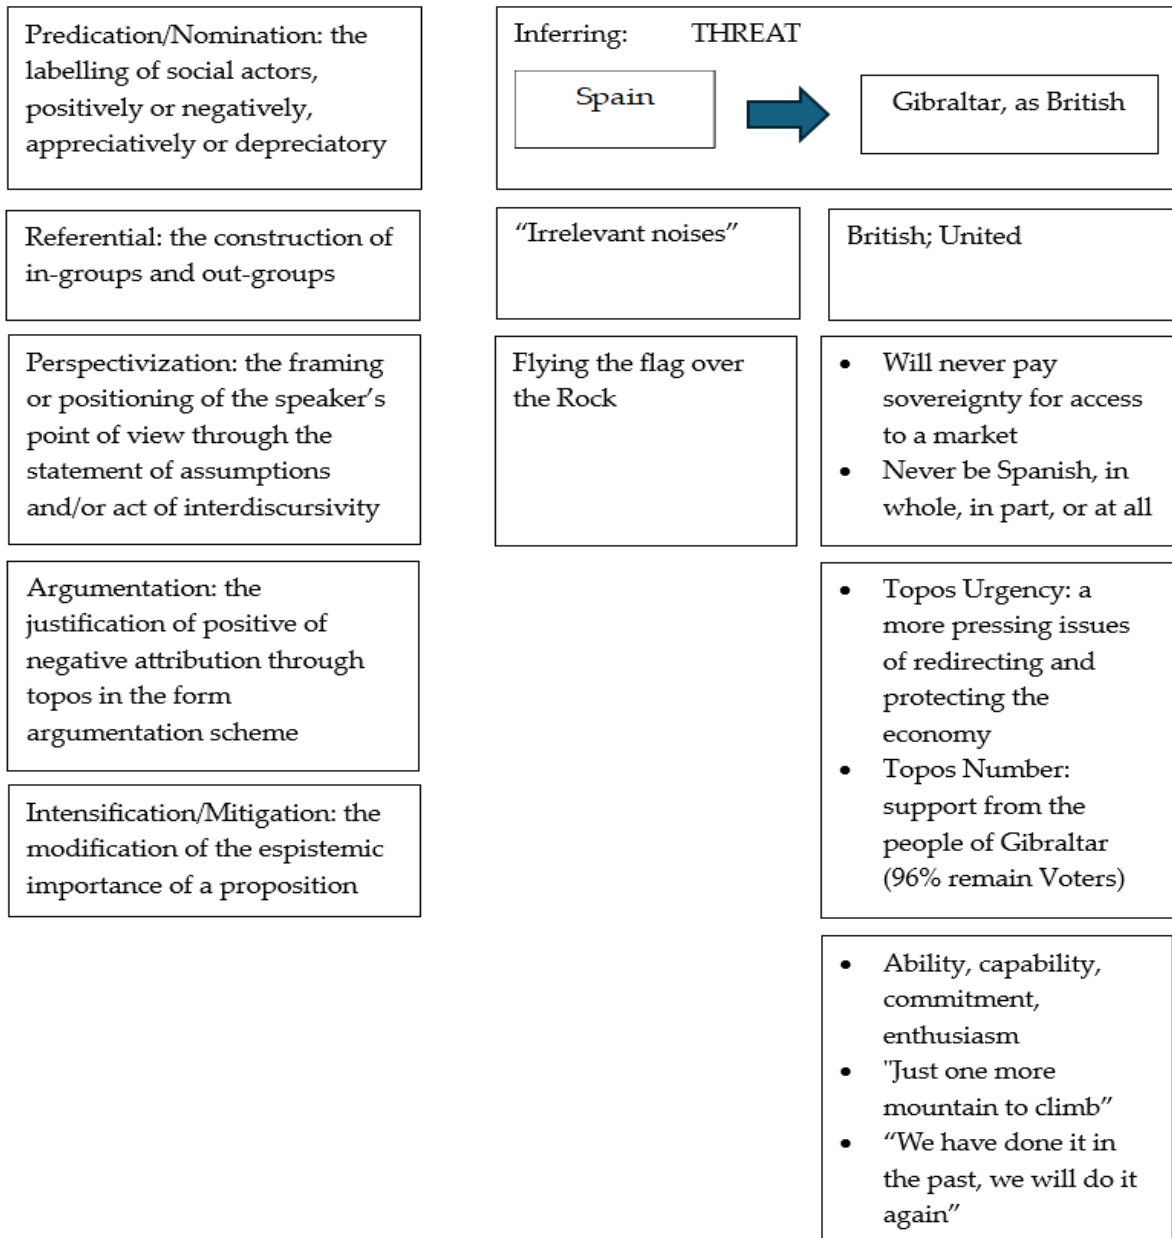 Predication/Nomination: the
labelling of social actors,
positively or negatively,
appreciatively or depreciatory
Inferring: THREAT
Spain
Gibraltar, as British
Referential: the construction of
in-groups and out-groups
“Irrelevant noises”
British; United
Perspectivization: the framing
or positioning of the speaker’s
point of view through the
statement of assumptions
and/or act of interdiscursivity
Flying the flag over
the Rock
• Will never pay
sovereignty for access
to a market
• Never be Spanish, in
whole, in part, or at all
Argumentation: the
justification of positive of
negative attribution through
topos in the form
argumentation scheme
• Topos Urgency: a
more pressing issues
of redirecting and
protecting the
economy
• Topos Number:
support from the
people of Gibraltar
(96% remain Voters)
Intensification/Mitigation: the
modification of the espistemic
importance of a proposition
• Ability, capability,
commitment,
enthusiasm
• "Just one more
mountain to climb”
• “We have done it in
the past, we will do it
again”